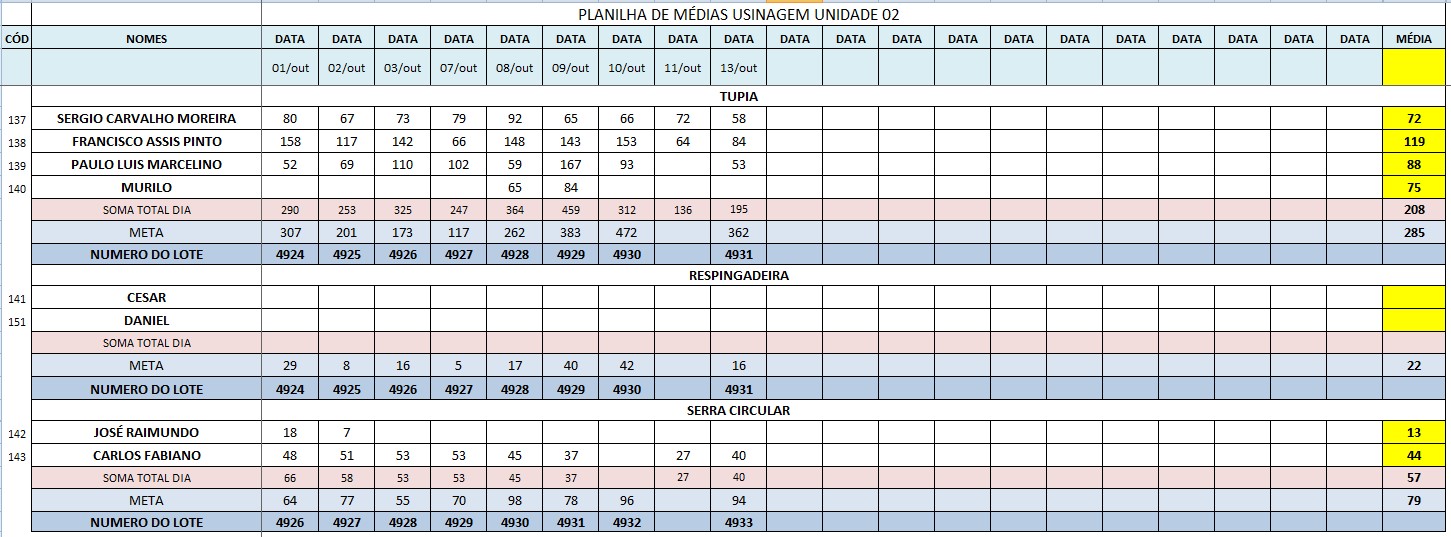 PLANILHA DE MÉDIAS USINAGEM UNIDADE 02
CÓD NOMES DATA DATA DATA DATA DATA DATA DATA DATA DATA DATA DATA DATA DATA DATA DATA DATA DATA DATA DATA DATA MÉDIA
01/out 02/out 03/out 07/out 08/out 09/out 10/out 11/out 13/out
TUPIA
137 SERGIO CARVALHO MOREIRA 80 67 73 79 92 65 66 72 58 72
138 FRANCISCO ASSIS PINTO 158 117 142 66 148 143 153 64 84 119
139 PAULO LUIS MARCELINO 52 69 110 102 59 167 93 53 88
140 MURILO 65 84 75
SOMA TOTAL DIA 290 253 325 247 364 459 312 136 195 208
META 307 201 173 117 262 383 472 362 285
NUMERO DO LOTE 4924 4925 4926 4927 4928 4929 4930 4931
RESPINGADEIRA
141 CESAR
151 DANIEL
SOMA TOTAL DIA
META 29 8 16 5 17 40 42 16 22
NUMERO DO LOTE 4924 4925 4926 4927 4928 4929 4930 4931
SERRA CIRCULAR
142 JOSÉ RAIMUNDO 18 7 13
143 CARLOS FABIANO 48 51 53 53 45 37 27 40 44
SOMA TOTAL DIA 66 58 53 53 45 37 27 40 57
META 64 77 55 70 98 78 96 94 79
NUMERO DO LOTE 4926 4927 4928 4929 4930 4931 4932 4933